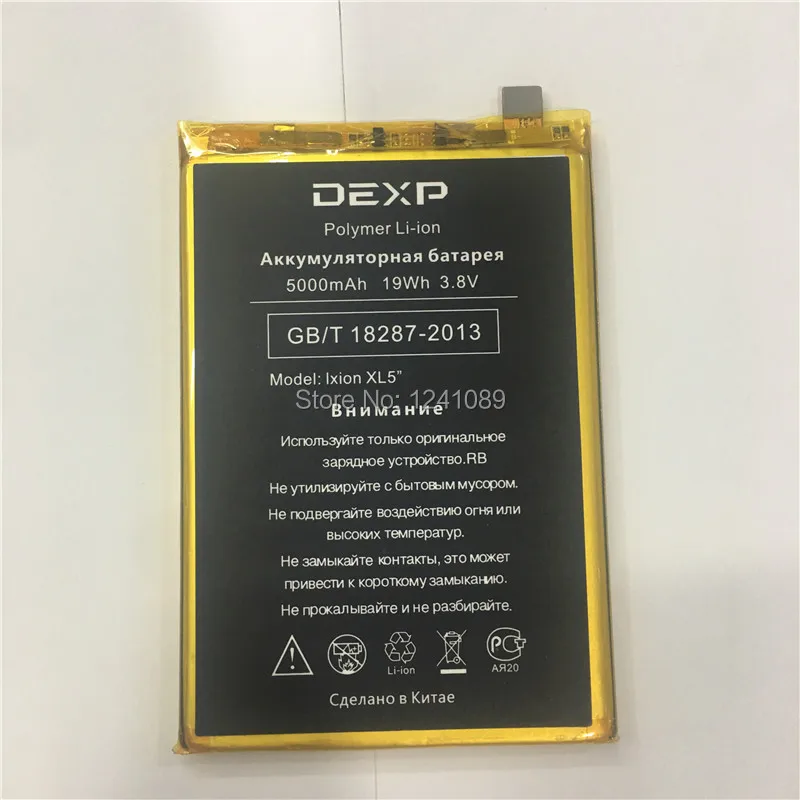 DEXP
Polymer Li-ion
Аккумуляторная батарея
5000mAh 19Wh 3.8V
GB/T 18287-2013
Model: Ixion XL5"
Store No: 1241089
Внимание
Используйте только оригинальное
зарядное устройство.RB
Не утилизируйте с бытовым мусором.
Не подвергайте воздействию огня или
высоких температур.
Не замыкайте контакты, это может
привести к короткому замыканию.
Не прокалывайте и не разбирайте.
Li-ion
АЯ20
Сделано в Китае